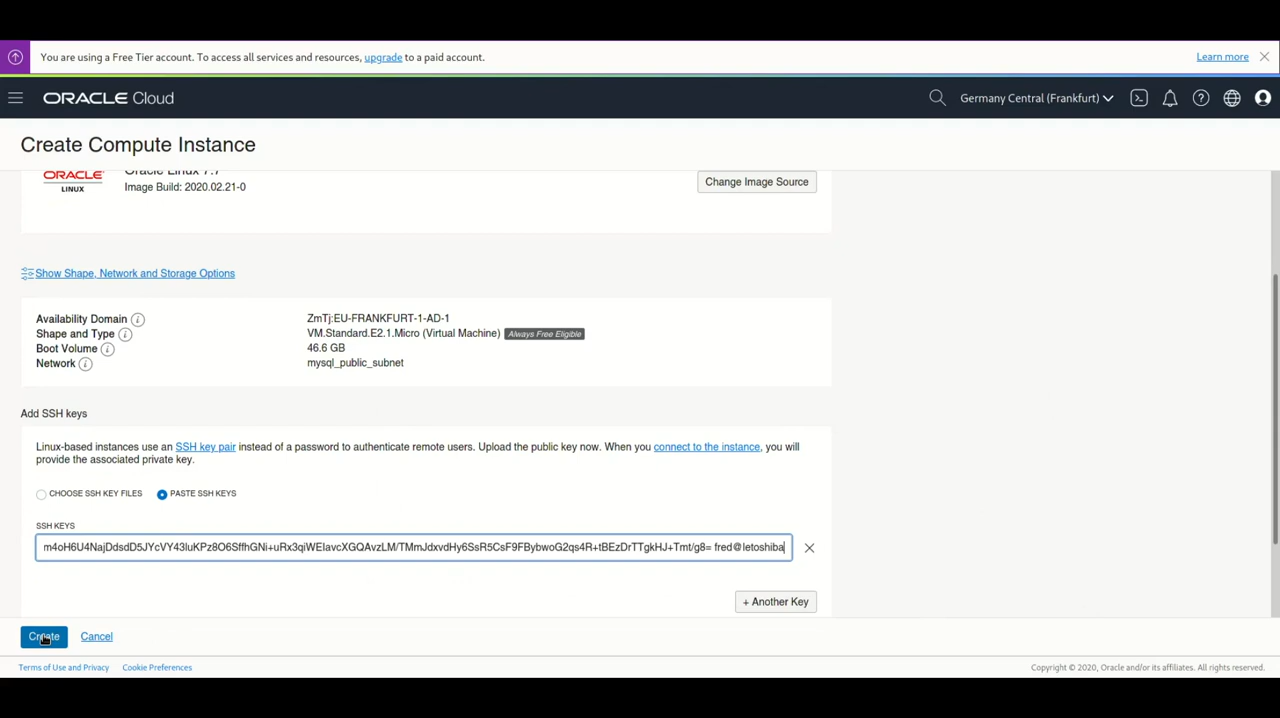 You are using a Free Tier account. To access all services and resources, upgrade to a paid account.
Learn more
ORACLE Cloud
Germany Central (Frankfurt)
Create Compute Instance
Oracle Linux 7.7
ORACLE
LINUX
Image Build: 2020.02.21-0
Change Image Source
Show Shape, Network and Storage Options
Availability Domain
ZmTj:EU-FRANKFURT-1-AD-1
Shape and Type
VM.Standard.E2.1.Micro (Virtual Machine) Always Free Eligible
Boot Volume
46.6 GB
Network
mysql_public_subnet
Add SSH keys
Linux-based instances use an SSH key pair instead of a password to authenticate remote users. Upload the public key now. When you connect to the instance, you will
provide the associated private key.
CHOOSE SSH KEY FILES
PASTE SSH KEYS
SSH KEYS
m4oH6U4NajDdsdD5JYcVY43luKPz8O6SffhGNi+uRx3qiWEIavcXGQAvzLM/TMmJdxvdHy6SsR5CsF9FBybwoG2qs4R+tBEzDrTTgkHJ+Tmt/g8= fred@letoshiba
+ Another Key
Create
Cancel
Terms of Use and Privacy
Cookie Preferences
Copyright © 2020, Oracle and/or its affiliates. All rights reserved.